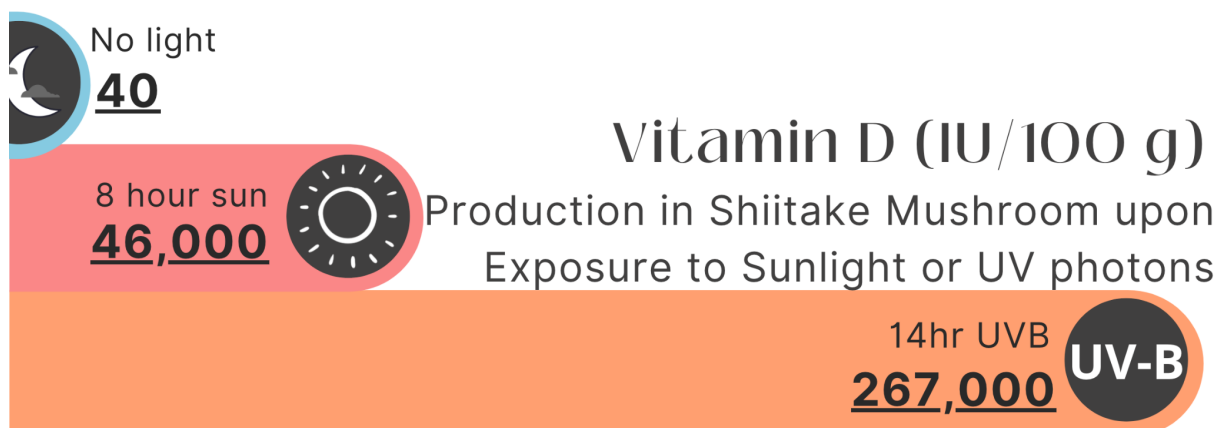 No light
40
Vitamin D (IU/100 g)
8 hour sun
46,000
Production in Shiitake Mushroom upon
Exposure to Sunlight or UV photons
14hr UVB
267,000
UV-B